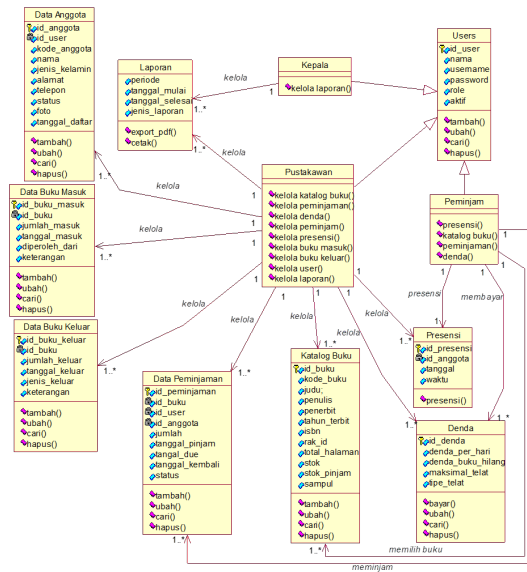 Data Anggota
id_anggota
id_user
kode_anggota
nama
jenis_kelamin
alamat
telepon
status
foto
tanggal_daftar
tambah()
ubah()
cari()
hapus()
1..*
Laporan
periode
tanggal_mulai
tanggal_selesai
jenis_laporan
export_pdf()
cetak()
1..*
1..*
kelola
1
Kepala
kelola laporan()
Users
id_user
nama
username
password
role
aktif
tambah()
ubah()
cari()
hapus()
kelola
kelola
kelola
Pustakawan
kelola katalog buku()
kelola peminjaman()
kelola denda()
kelola peminjam()
kelola presensi()
kelola buku masuk()
kelola buku keluar()
kelola user()
kelola laporan()
1
1
1
1
1
1
1
1
Peminjam
presensi()
katalog buku()
peminjaman()
denda()
1
1
1
1
Data Buku Masuk
id_buku_masuk
id_buku
jumlah_masuk
tanggal_masuk
diperoleh_dari
keterangan
tambah()
ubah()
cari()
hapus()
1..*
kelola
kelola
kelola
kelola
kelola
presensi
membayar
Data Buku Keluar
id_buku_keluar
id_buku
jumlah_keluar
tanggal_keluar
jenis_keluar
keterangan
tambah()
ubah()
cari()
hapus()
1..*
Data Peminjaman
id_peminjaman
id_buku
id_user
id_anggota
jumlah
tanggal_pinjam
tangal_due
tanggal_kembali
status
tambah()
ubah()
cari()
hapus()
1..*
1..*
Katalog Buku
id_buku
kode_buku
judu;
penulis
penerbit
tahun_terbit
isbn
rak_id
total_halaman
stok
stok_pinjam
sampul
tambah()
ubah()
cari()
hapus()
1..*
1..*
Presensi
id_presensi
id_anggota
tanggal
waktu
presensi()
1..*
1..*
Denda
id_denda
denda_per_hari
denda_buku_hilang
maksimal_telat
tipe_telat
bayar()
ubah()
cari()
hapus()
1..*
1..*
memilih buku
meminjam